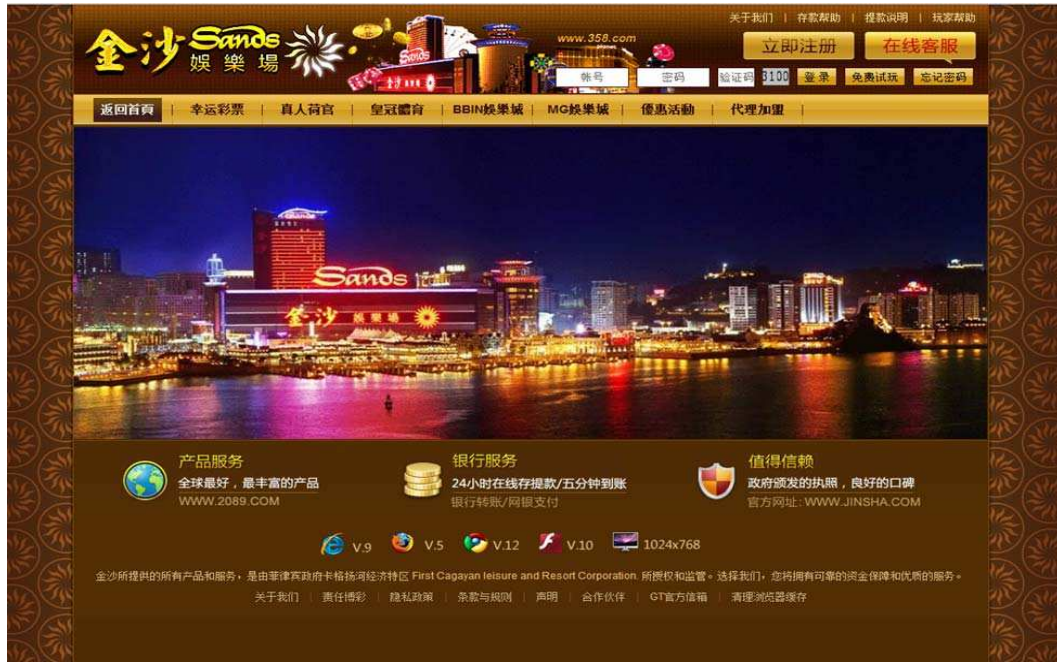 关于我们 | 存款帮助 | 提款说明 | 玩家帮助
金沙 Sands
娛樂場
www.358.com
立即注册 在线客服
Sands
金沙
帐号 密码 验证码 3100 登录 免费试玩 忘记密码
返回首頁 | 幸运彩票 | 真人荷官 | 皇冠體育 | BBIN娛樂城 | MG娛樂城 | 優惠活動 | 代理加盟 |
Sands
金沙 娛樂場
产品服务
全球最好，最丰富的产品
WWW.2089.COM
银行服务
24小时在线存提款/五分钟到账
银行转账/网银支付
值得信赖
政府颁发的执照，良好的口碑
官方网址: WWW.JINSHA.COM
V.9 V.5 V.12 V.10 1024x768
金沙所提供的所有产品和服务，是由菲律宾政府卡格扬河经济特区 First Cagayan leisure and Resort Corporation. 所授权和监管。选择我们，您将拥有可靠的资金保障和优质的服务。
关于我们 | 责任博彩 | 隐私政策 | 条款与规则 | 声明 | 合作伙伴 | GT官方信箱 | 清理浏览器缓存